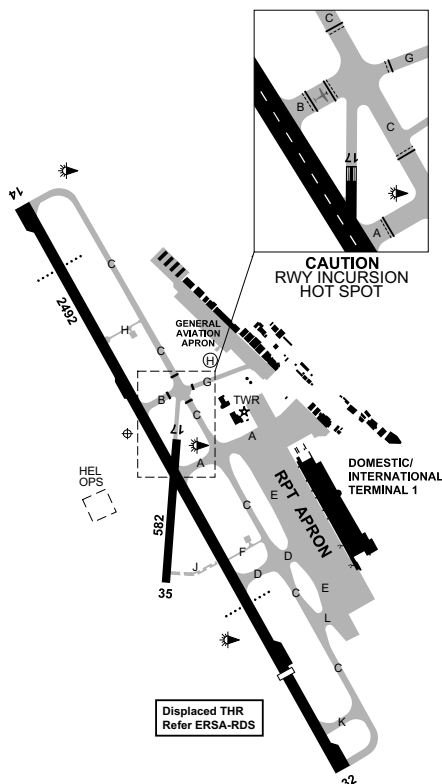 C
G
B
C
17
A
CAUTION
RWY INCURSION
HOT SPOT
14
C
2492
H
GENERAL
AVIATION
APRON
C
H
G
B
C
TWR
17
A
A
DOMESTIC/
INTERNATIONAL
TERMINAL 1
HEL
OPS
RPT APRON
E
C
582
F
D
D
J
35
C
E
L
C
Displaced THR
Refer ERSA-RDS
K
32